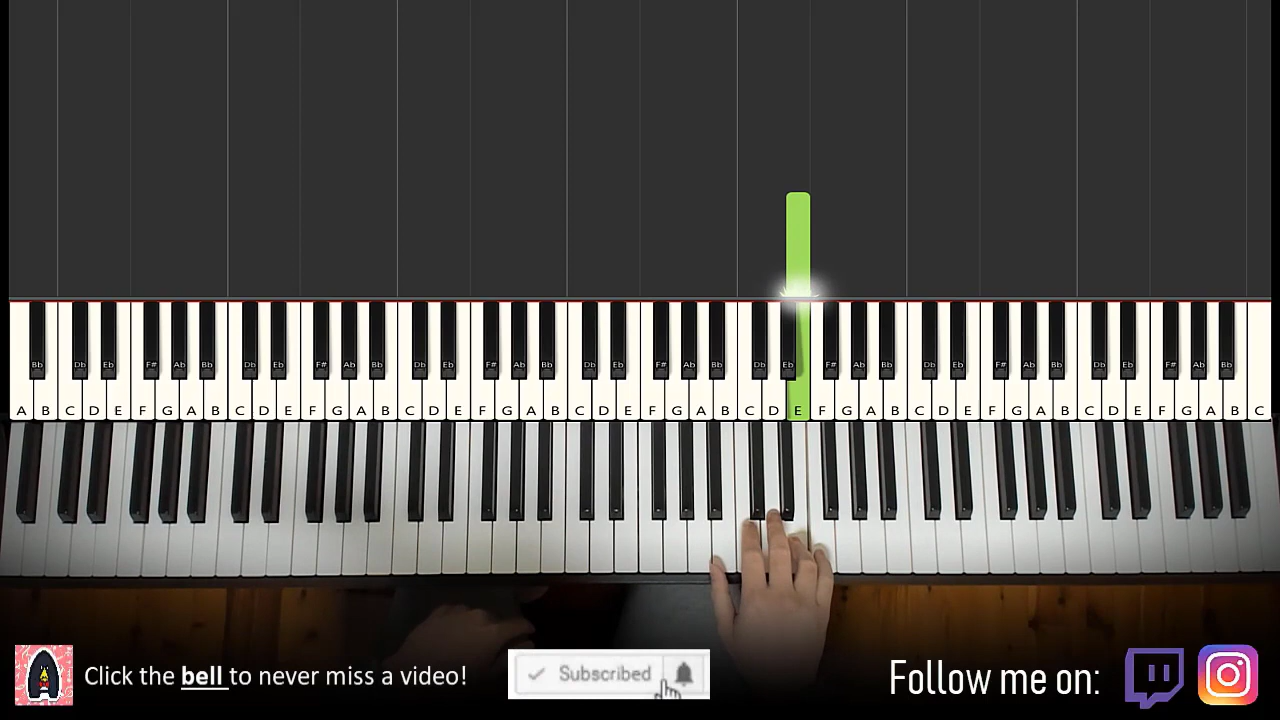 Bb Db Eb F# Ab Bb Db Eb F# Ab Bb Db Eb F# Ab Bb Db Eb F# Ab Bb Db Eb F# Ab Bb Db Eb F# Ab Bb Db Eb F# Ab Bb
A B C D E F G A B C D E F G A B C D E F G A B C D E F G A B C D E F G A B C D E F G A B C D E F G A B C
Click the bell to never miss a video!
Subscribed
Follow me on: